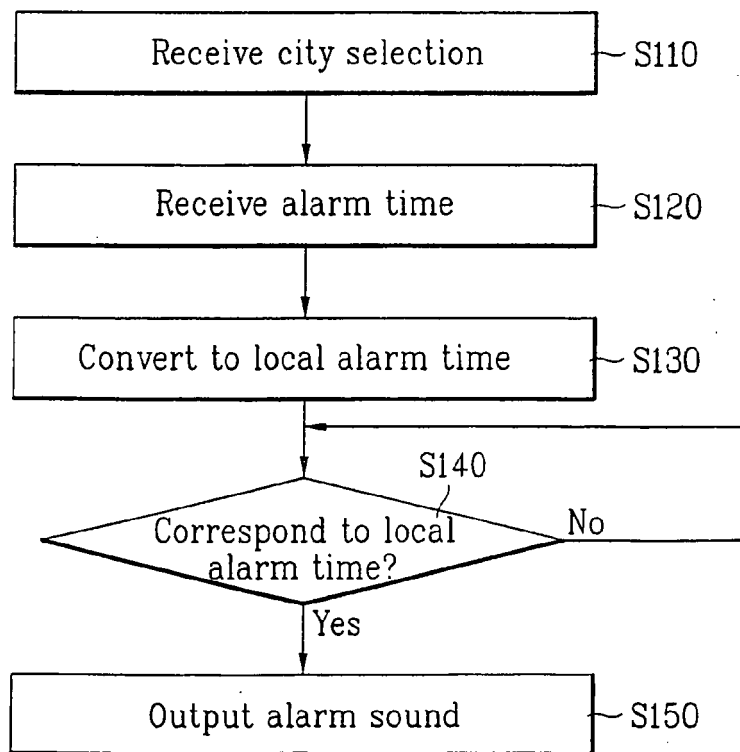 Receive city selection
S110
Receive alarm time
S120
Convert to local alarm time
S130
S140
Correspond to local
alarm time?
No
Yes
Output alarm sound
S150